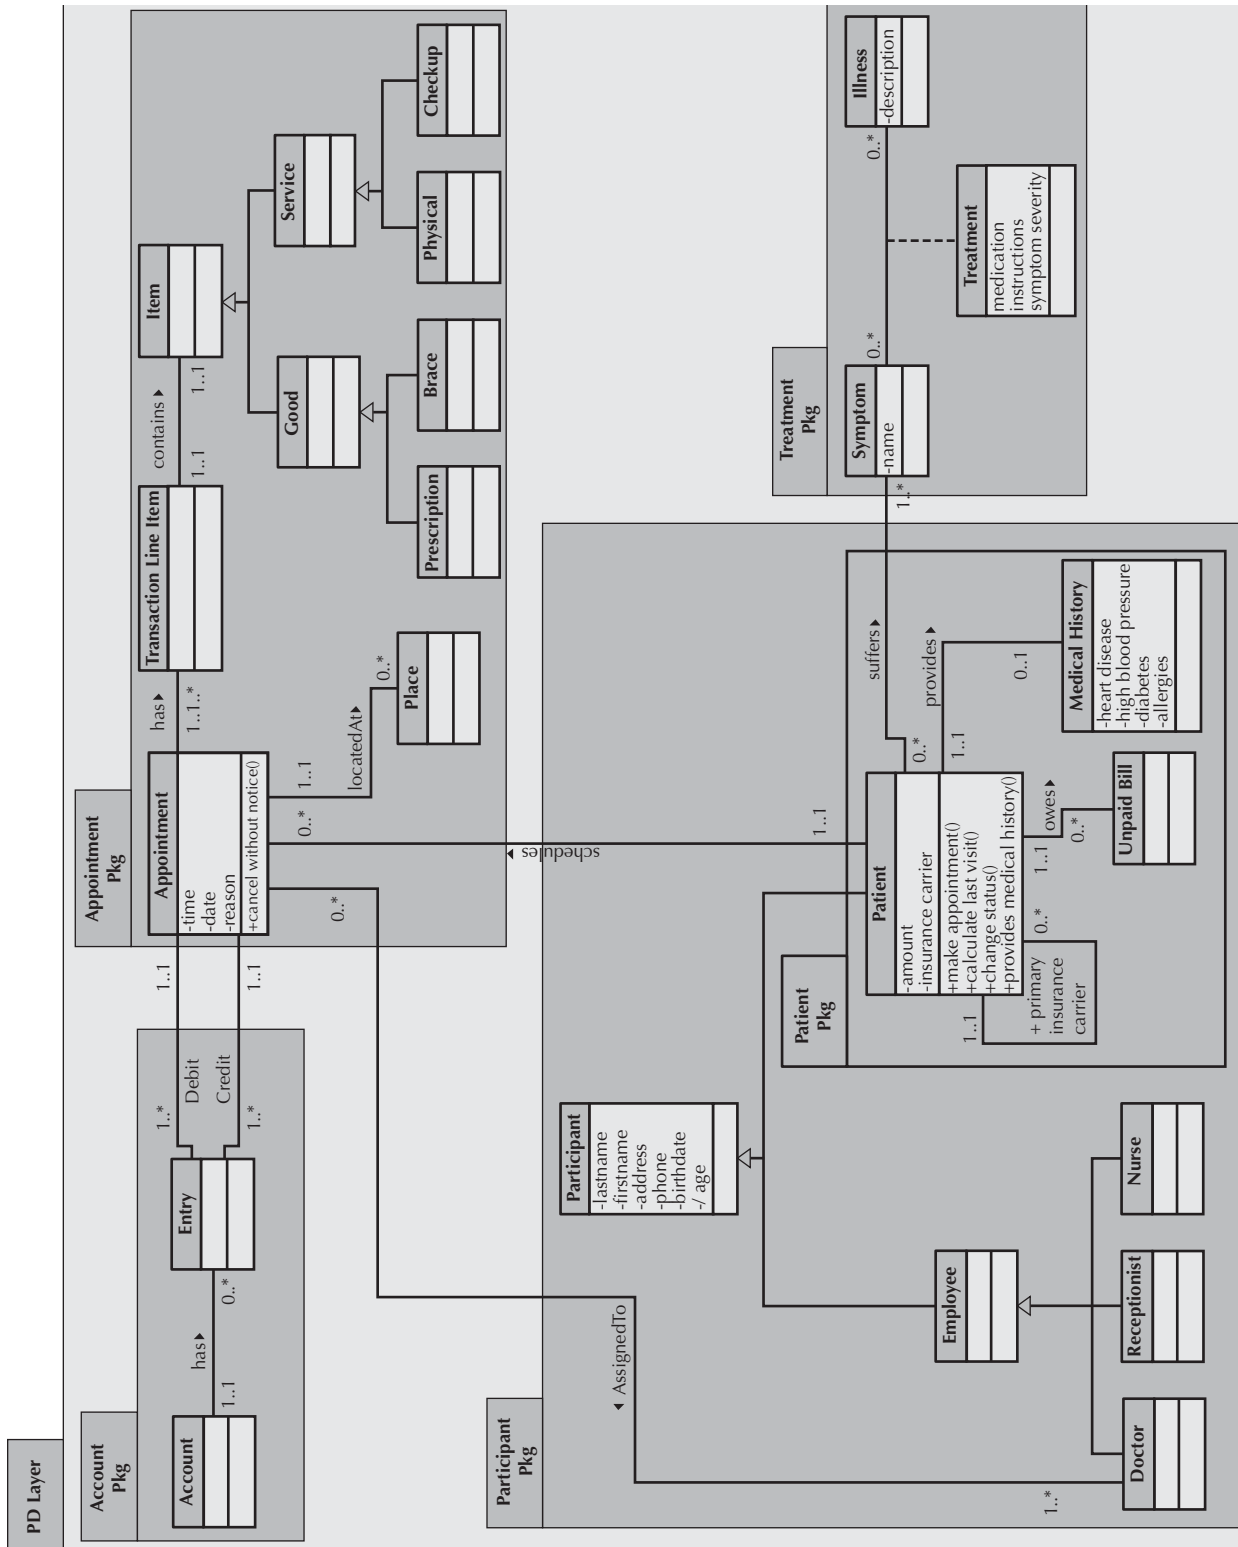 PD Layer
Account
Pkg
Account
1..1
has ▸
0..*
Entry
1..*
Debit
1..1
1..*
Credit
1..1
Appointment
Pkg
Appointment
-time
-date
-reason
+cancel without notice()
has ▸
1..1..*
Transaction Line Item
1..1
contains ▸
1..1
Item
Good
Service
Prescription
Brace
Physical
Checkup
1..1
locatedAt ▸
0..*
Place
0..*
schedules
▸
1..1
0..*
◂ AssignedTo
1..*
Participant
Pkg
Participant
-lastname
-firstname
-address
-phone
-birthdate
-/ age
Employee
Doctor
Receptionist
Nurse
Patient
Pkg
Patient
-amount
-insurance carrier
+make appointment()
+calculate last visit()
+change status()
+provides medical history()
1..1
+ primary
insurance
carrier
0..*
1..1
owes ▸
0..*
Unpaid Bill
1..1
provides ▸
0..1
Medical History
-heart disease
-high blood pressure
-diabetes
-allergies
0..*
suffers ▸
1..*
Treatment
Pkg
Symptom
-name
0..*
0..*
Illness
-description
Treatment
medication
instructions
symptom severity